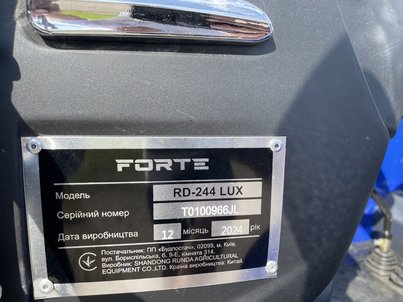 FORTE
Модель RD-244 LUX
Серійний номер T0100966JL
Дата виробництва 12 місяць 2024 рік
Постачальник: ПП «Будпостач», 02099, м. Київ,
вул. Бориспільська, б. 9-Е, кімната 314.
Виробник: SHANDONG RUNDA AGRICULTURAL
EQUIPMENT CO.,LTD. Країна виробництва: Китай.